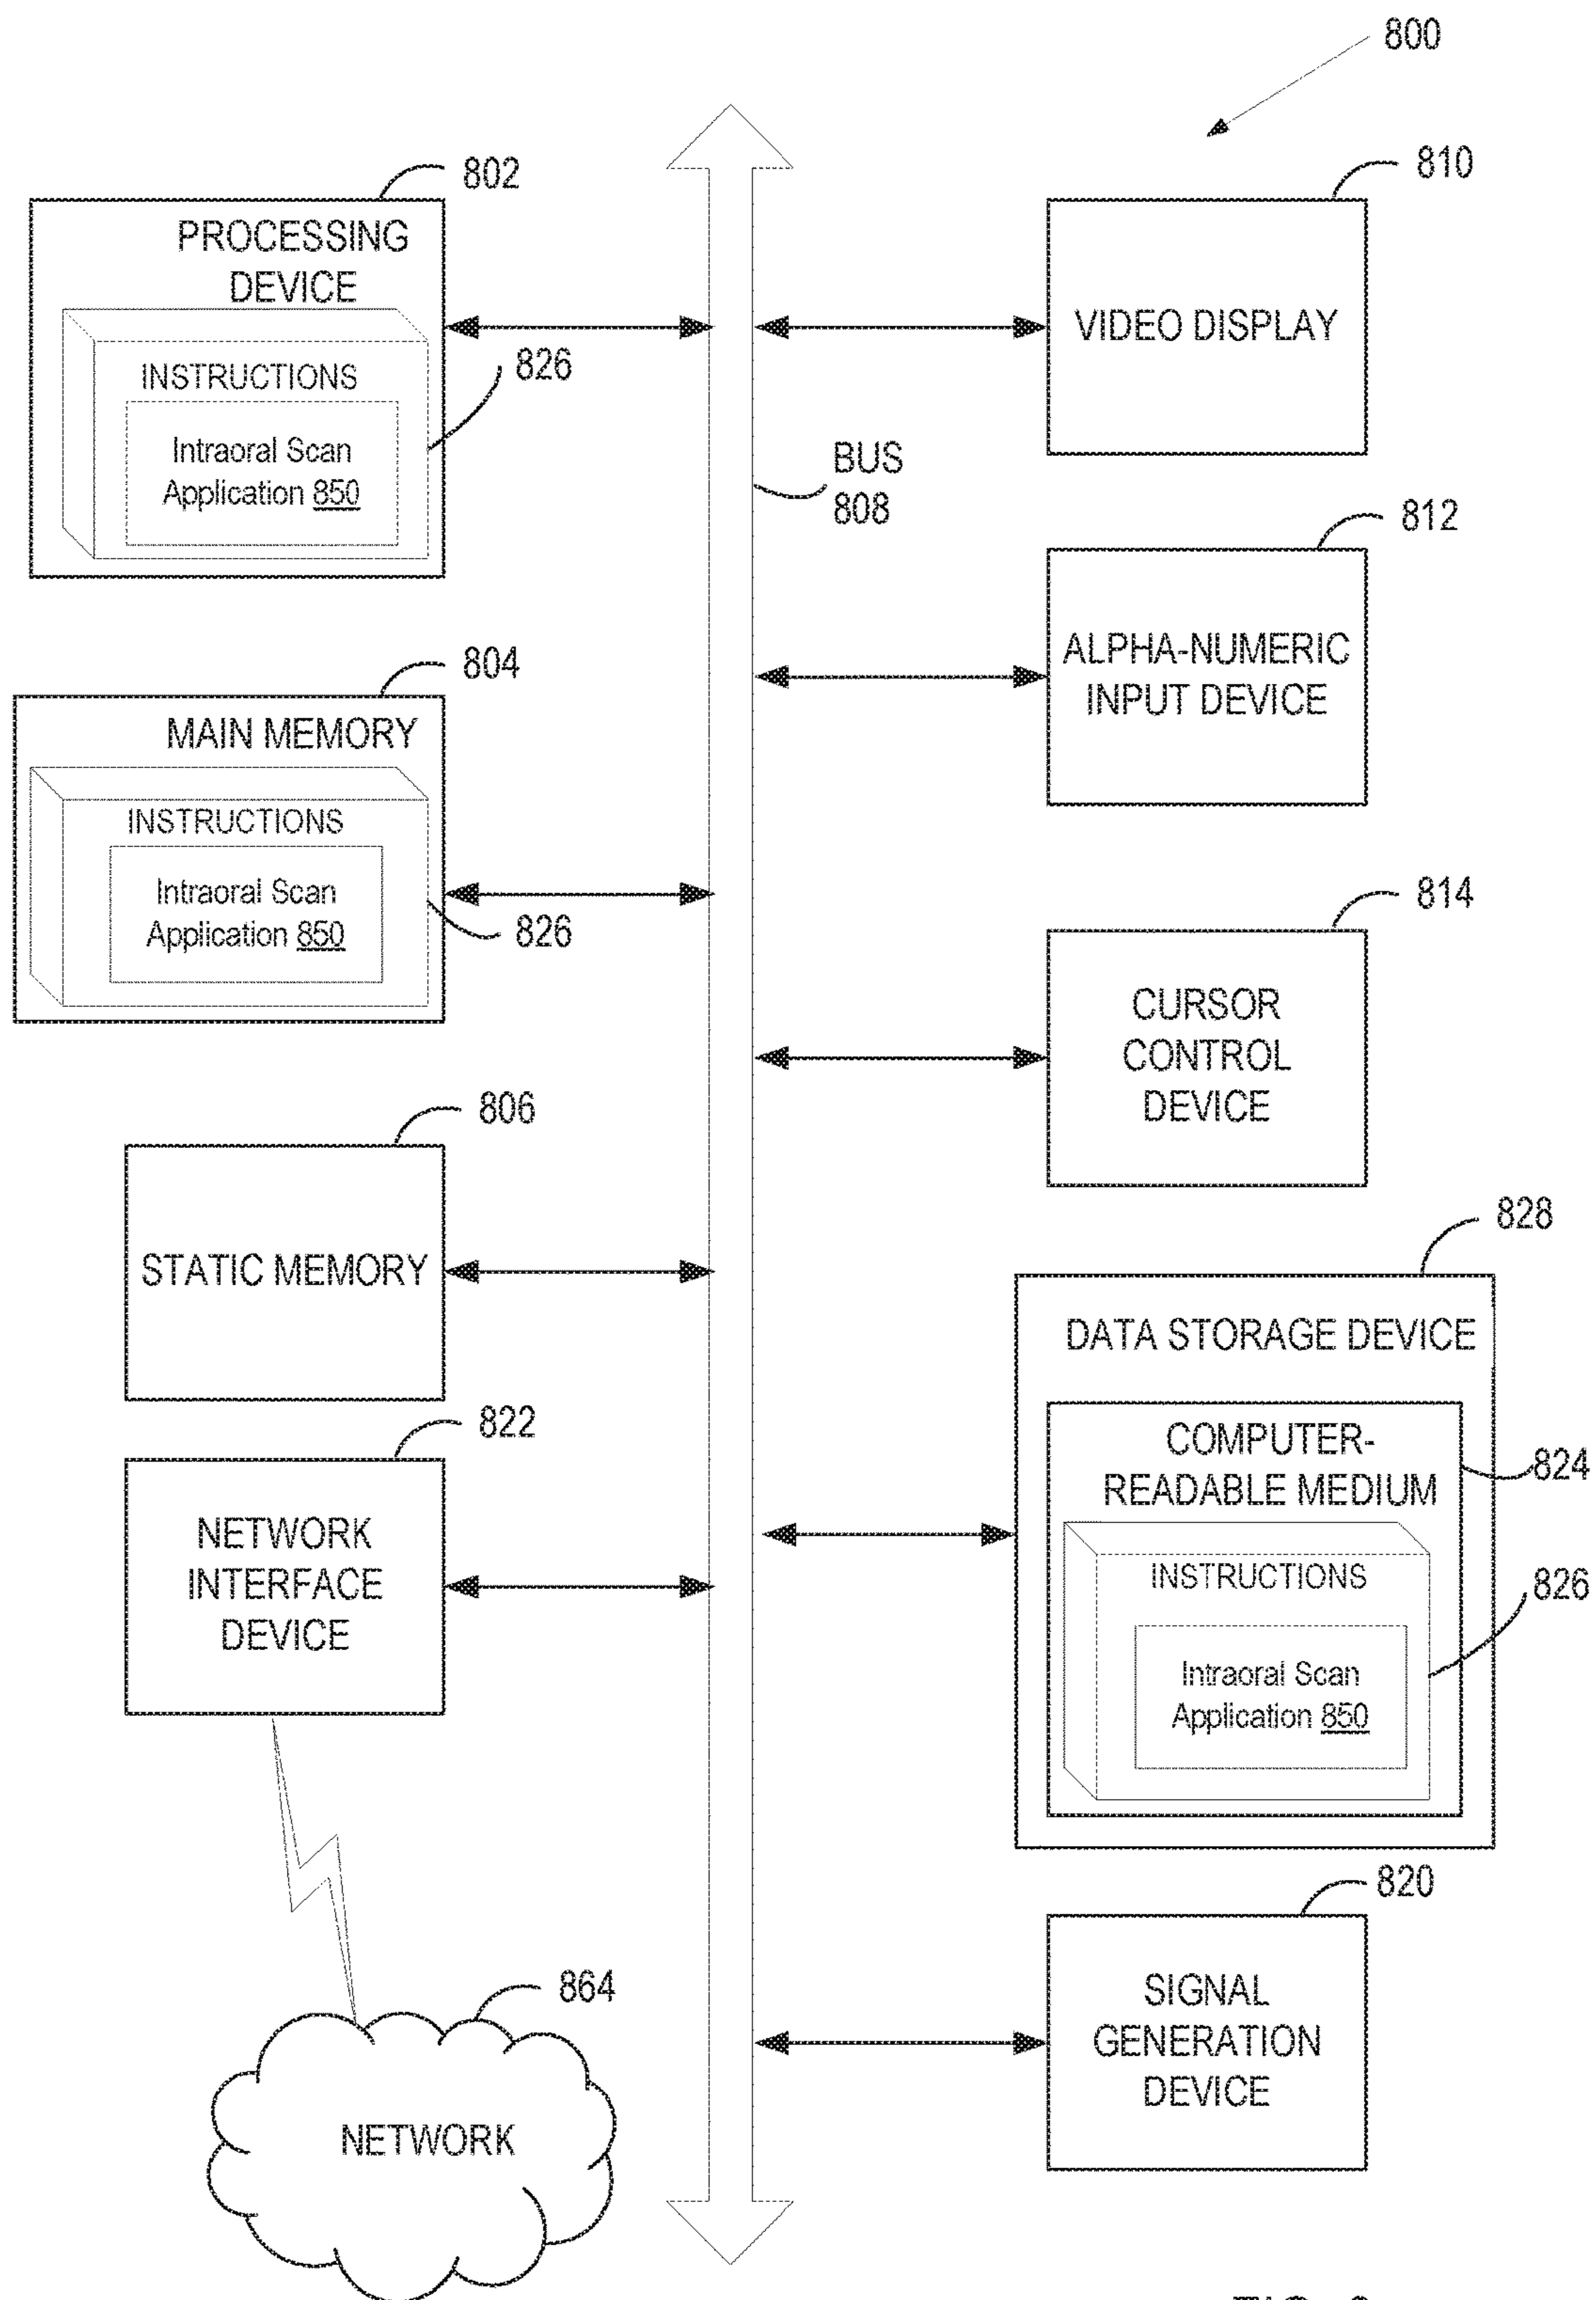 800
802
PROCESSING
DEVICE
INSTRUCTIONS
826
Intraoral Scan
Application 850
804
MAIN MEMORY
INSTRUCTIONS
Intraoral Scan
Application 850
826
806
STATIC MEMORY
822
NETWORK
INTERFACE
DEVICE
864
NETWORK
BUS
808
810
VIDEO DISPLAY
812
ALPHA-NUMERIC
INPUT DEVICE
814
CURSOR
CONTROL
DEVICE
828
DATA STORAGE DEVICE
COMPUTER-
READABLE MEDIUM
824
INSTRUCTIONS
826
Intraoral Scan
Application 850
820
SIGNAL
GENERATION
DEVICE